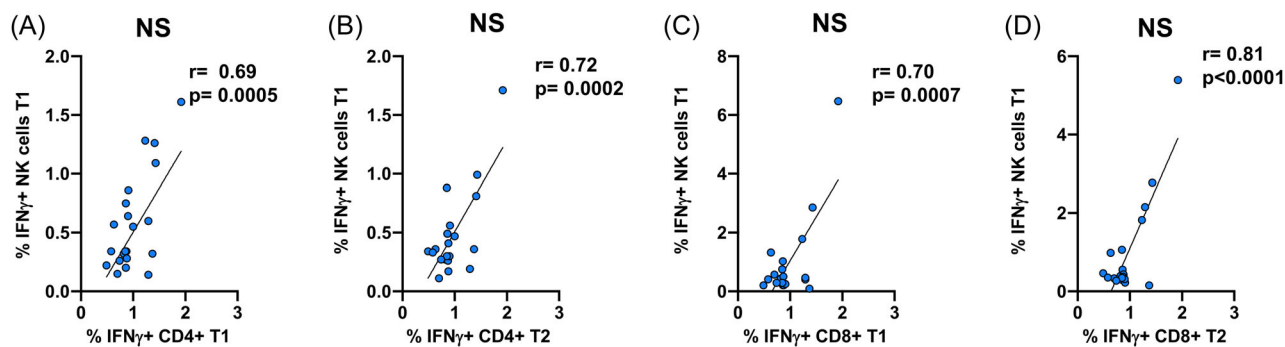 (A)
NS
r= 0.69
p= 0.0005
% IFNγ+ NK cells T1
2.0
1.5
1.0
0.5
0.0
0 1 2 3
% IFNγ+ CD4+ T1
(B)
NS
r= 0.72
p= 0.0002
% IFNγ+ NK cells T1
2.0
1.5
1.0
0.5
0.0
0 1 2 3
% IFNγ+ CD4+ T2
(C)
NS
r= 0.70
p= 0.0007
% IFNγ+ NK cells T1
8
6
4
2
0
0 1 2 3
% IFNγ+ CD8+ T1
(D)
NS
r= 0.81
p<0.0001
% IFNγ+ NK cells T1
6
4
2
0
0 1 2 3
% IFNγ+ CD8+ T2